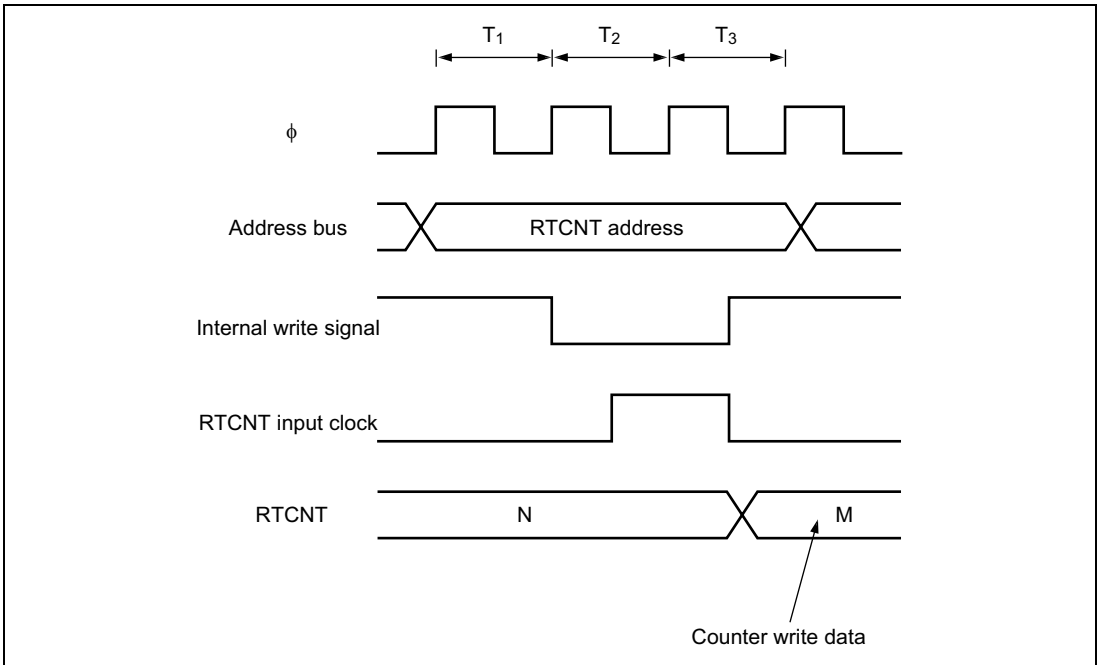 T1 T2 T3
ϕ
Address bus RTCNT address
Internal write signal
RTCNT input clock
RTCNT N M
Counter write data